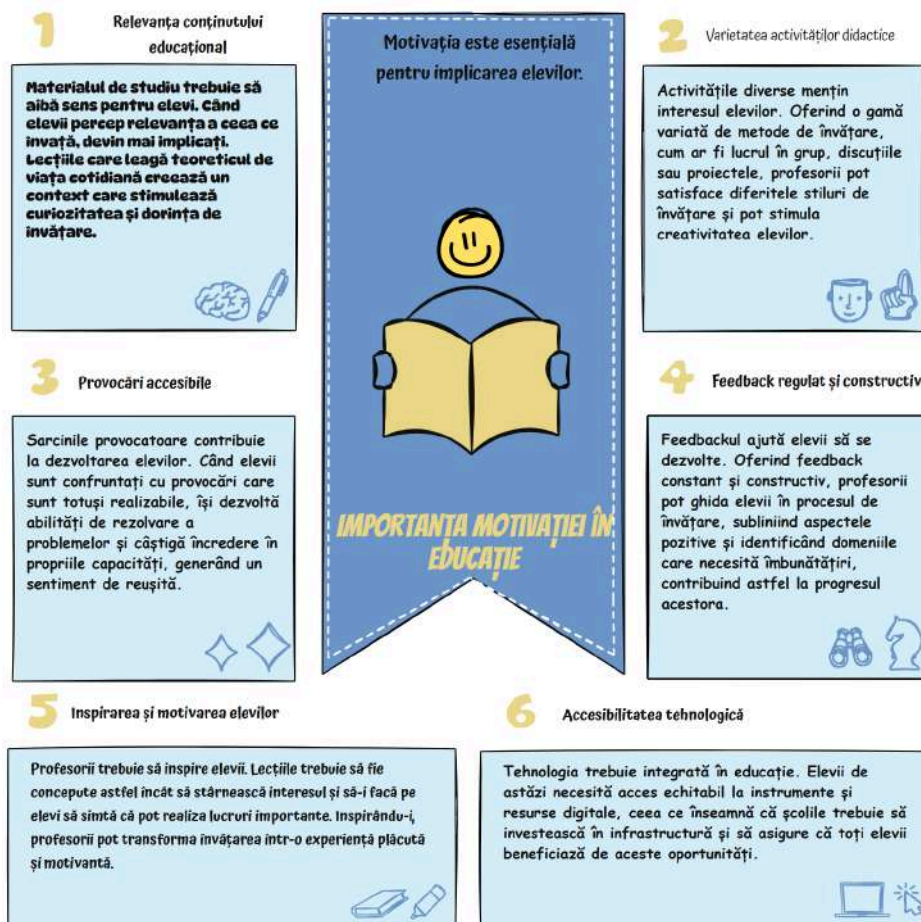 1
Relevanța conținutului
educațional
Materialul de studiu trebuie să
aibă sens pentru elevi. Când
elevii percep relevanța a ceea ce
învață, devin mai implicați.
Lecțiile care leagă teoreticul de
viața cotidiană creează un
context care stimulează
curiozitatea și dorința de
învățare.
Motivația este esențială
pentru implicarea elevilor.
IMPORTANȚA MOTIVAȚIEI ÎN
EDUCAȚIE
2
Varietatea activităților didactice
Activitățile diverse mențin
interesul elevilor. Oferind o gamă
variată de metode de învățare,
cum ar fi lucrul în grup, discuțiile
sau proiectele, profesorii pot
satisface diferitele stiluri de
învățare și pot stimula
creativitatea elevilor.
3
Provocări accesibile
Sarcinile provocatoare contribuie
la dezvoltarea elevilor. Când elevii
sunt confruntați cu provocări care
sunt totuși realizabile, își dezvoltă
abilități de rezolvare a
problemelor și câștigă încredere în
propriile capacități, generând un
sentiment de reușită.
4
Feedback regulat și constructiv
Feedbackul ajută elevii să se
dezvolte. Oferind feedback
constant și constructiv, profesorii
pot ghida elevii în procesul de
învățare, subliniind aspectele
pozitive și identificând domeniile
care necesită îmbunătățiri,
contribuind astfel la progresul
acestora.
5
Inspirarea și motivarea elevilor
Profesorii trebuie să inspire elevii. Lecțiile trebuie să fie
concepute astfel încât să stârnească interesul și să-i facă pe
elevi să simtă că pot realiza lucruri importante. Inspirându-i,
profesorii pot transforma învățarea într-o experiență plăcută
și motivantă.
6
Accesibilitatea tehnologică
Tehnologia trebuie integrată în educație. Elevii de
astăzi necesită acces echitabil la instrumente și
resurse digitale, ceea ce înseamnă că școlile trebuie să
investească în infrastructură și să asigure că toți elevii
beneficiază de aceste oportunități.